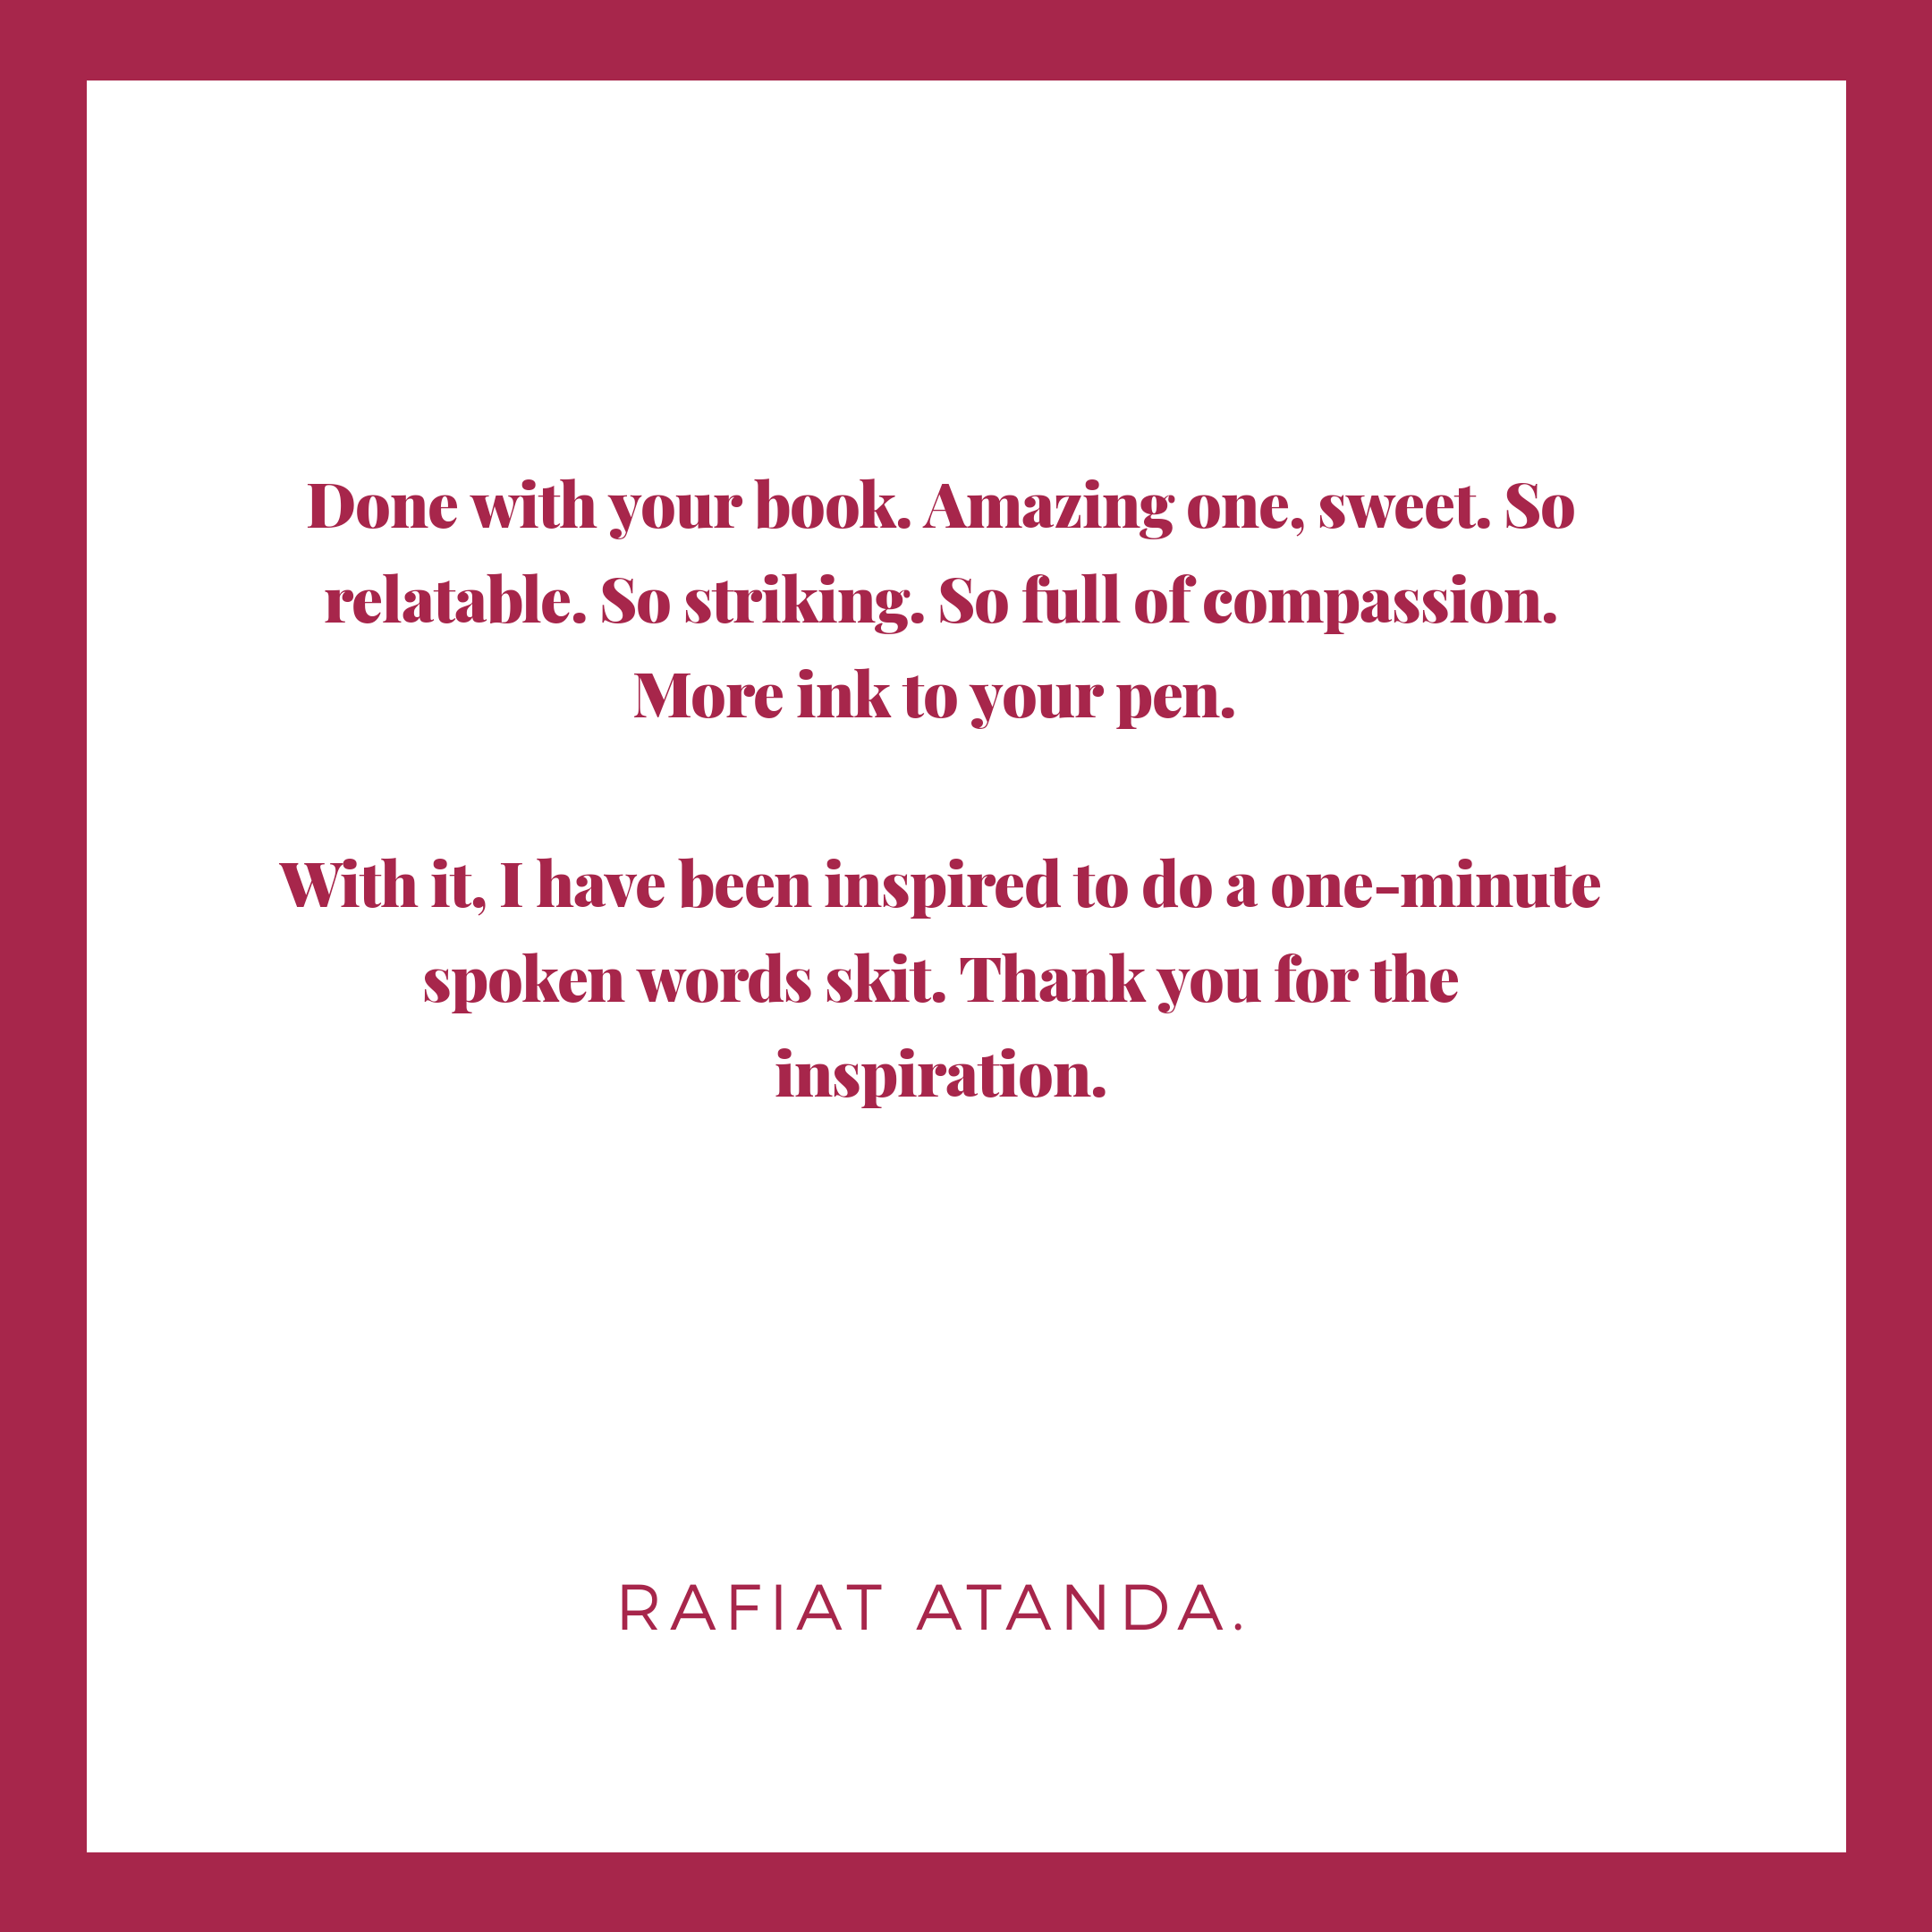 Done with your book. Amazing one, sweet. So
relatable. So striking. So full of compassion.
More ink to your pen.
With it, I have been inspired to do a one-minute
spoken words skit. Thank you for the
inspiration.
RAFIAT ATANDA.